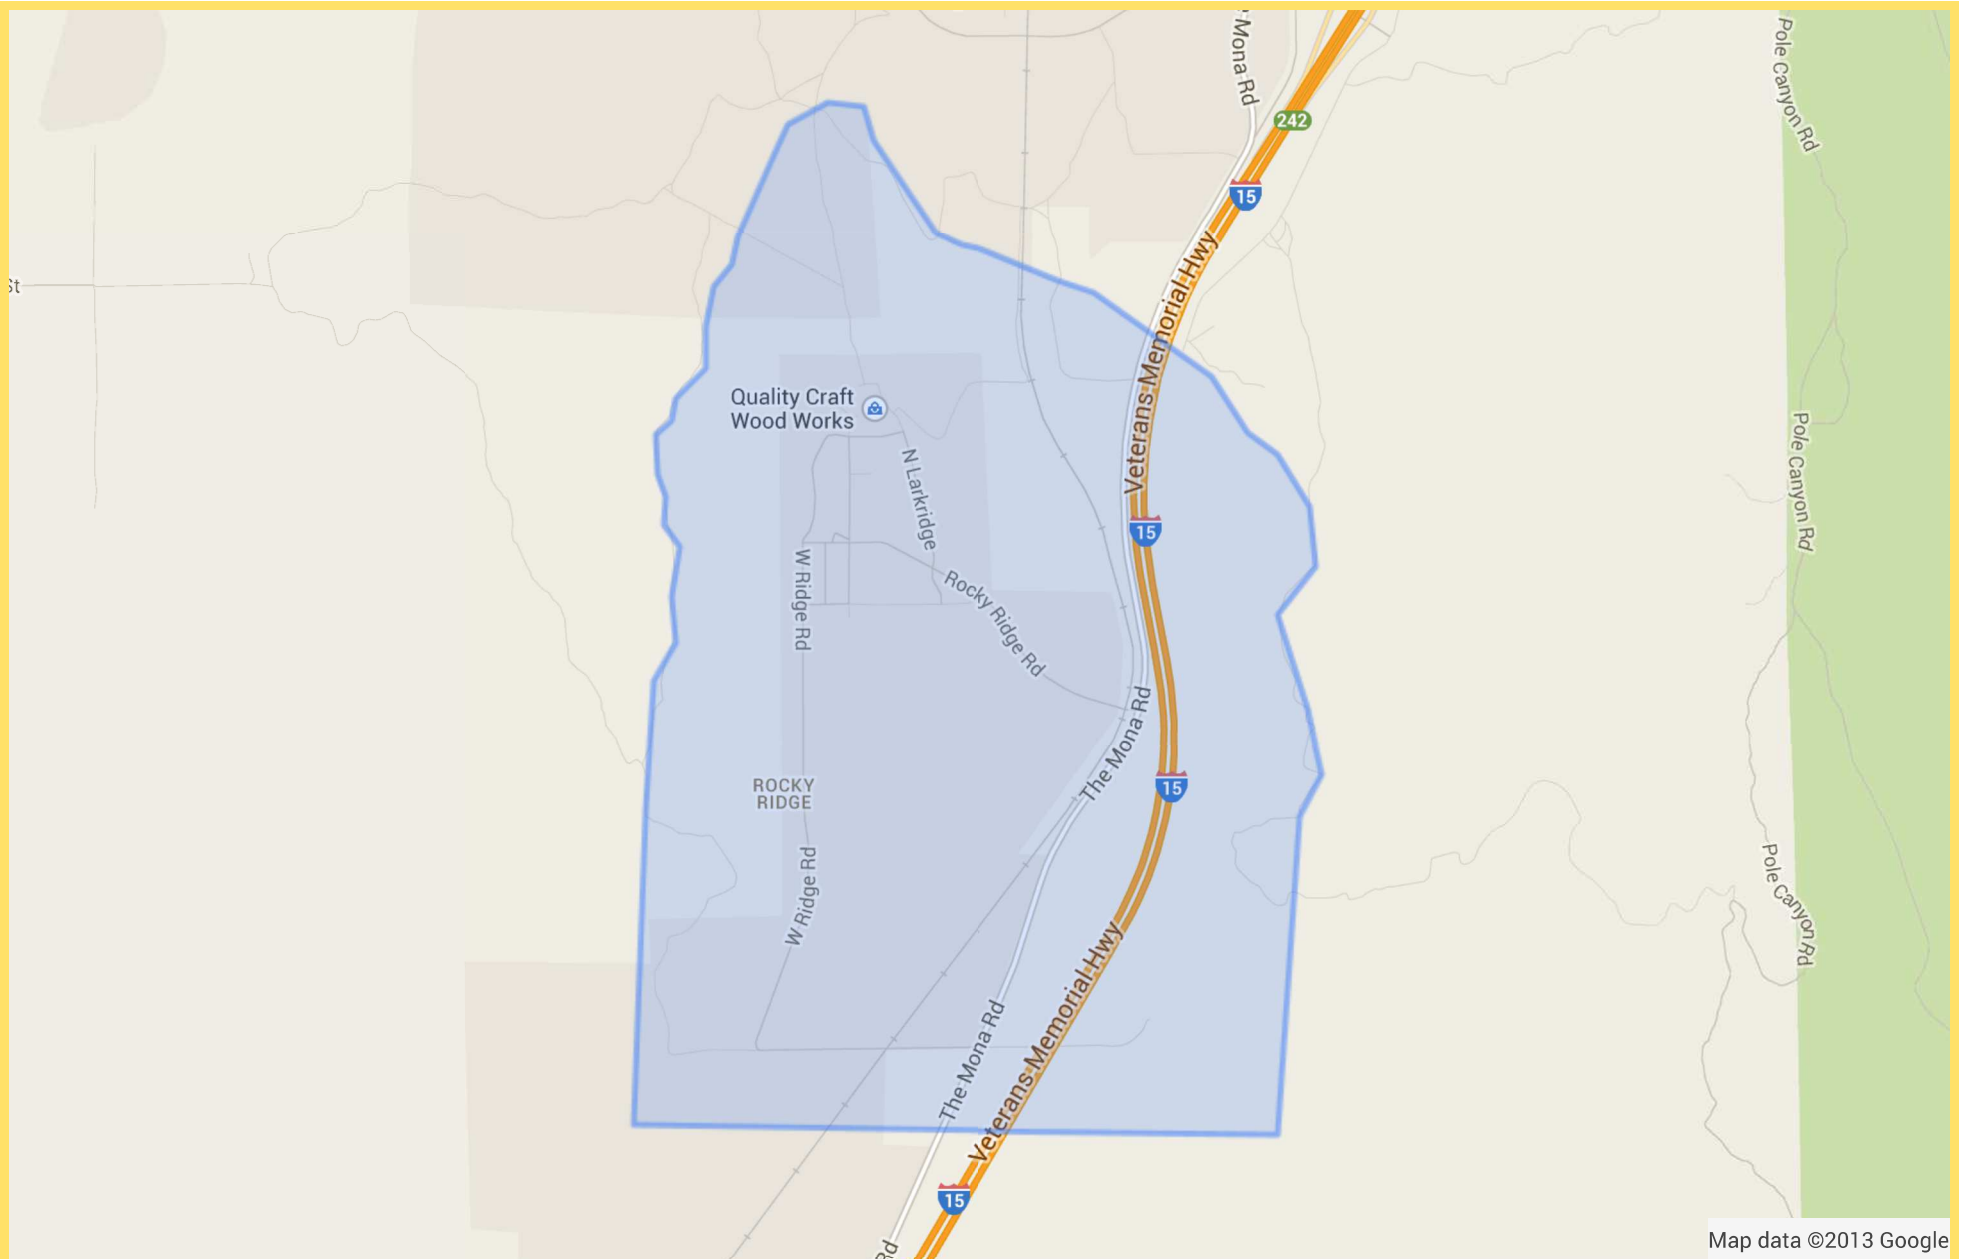 Mona Rd
242
15
Pole Canyon Rd
Veterans Memorial Hwy
St
Quality Craft
Wood Works
N Larkridge
Pole Canyon Rd
15
W Ridge Rd
Rocky Ridge Rd
The Mona Rd
15
ROCKY
RIDGE
W Ridge Rd
Pole Canyon Rd
Veterans Memorial Hwy
The Mona Rd
15
Rd
Map data ©2013 Google